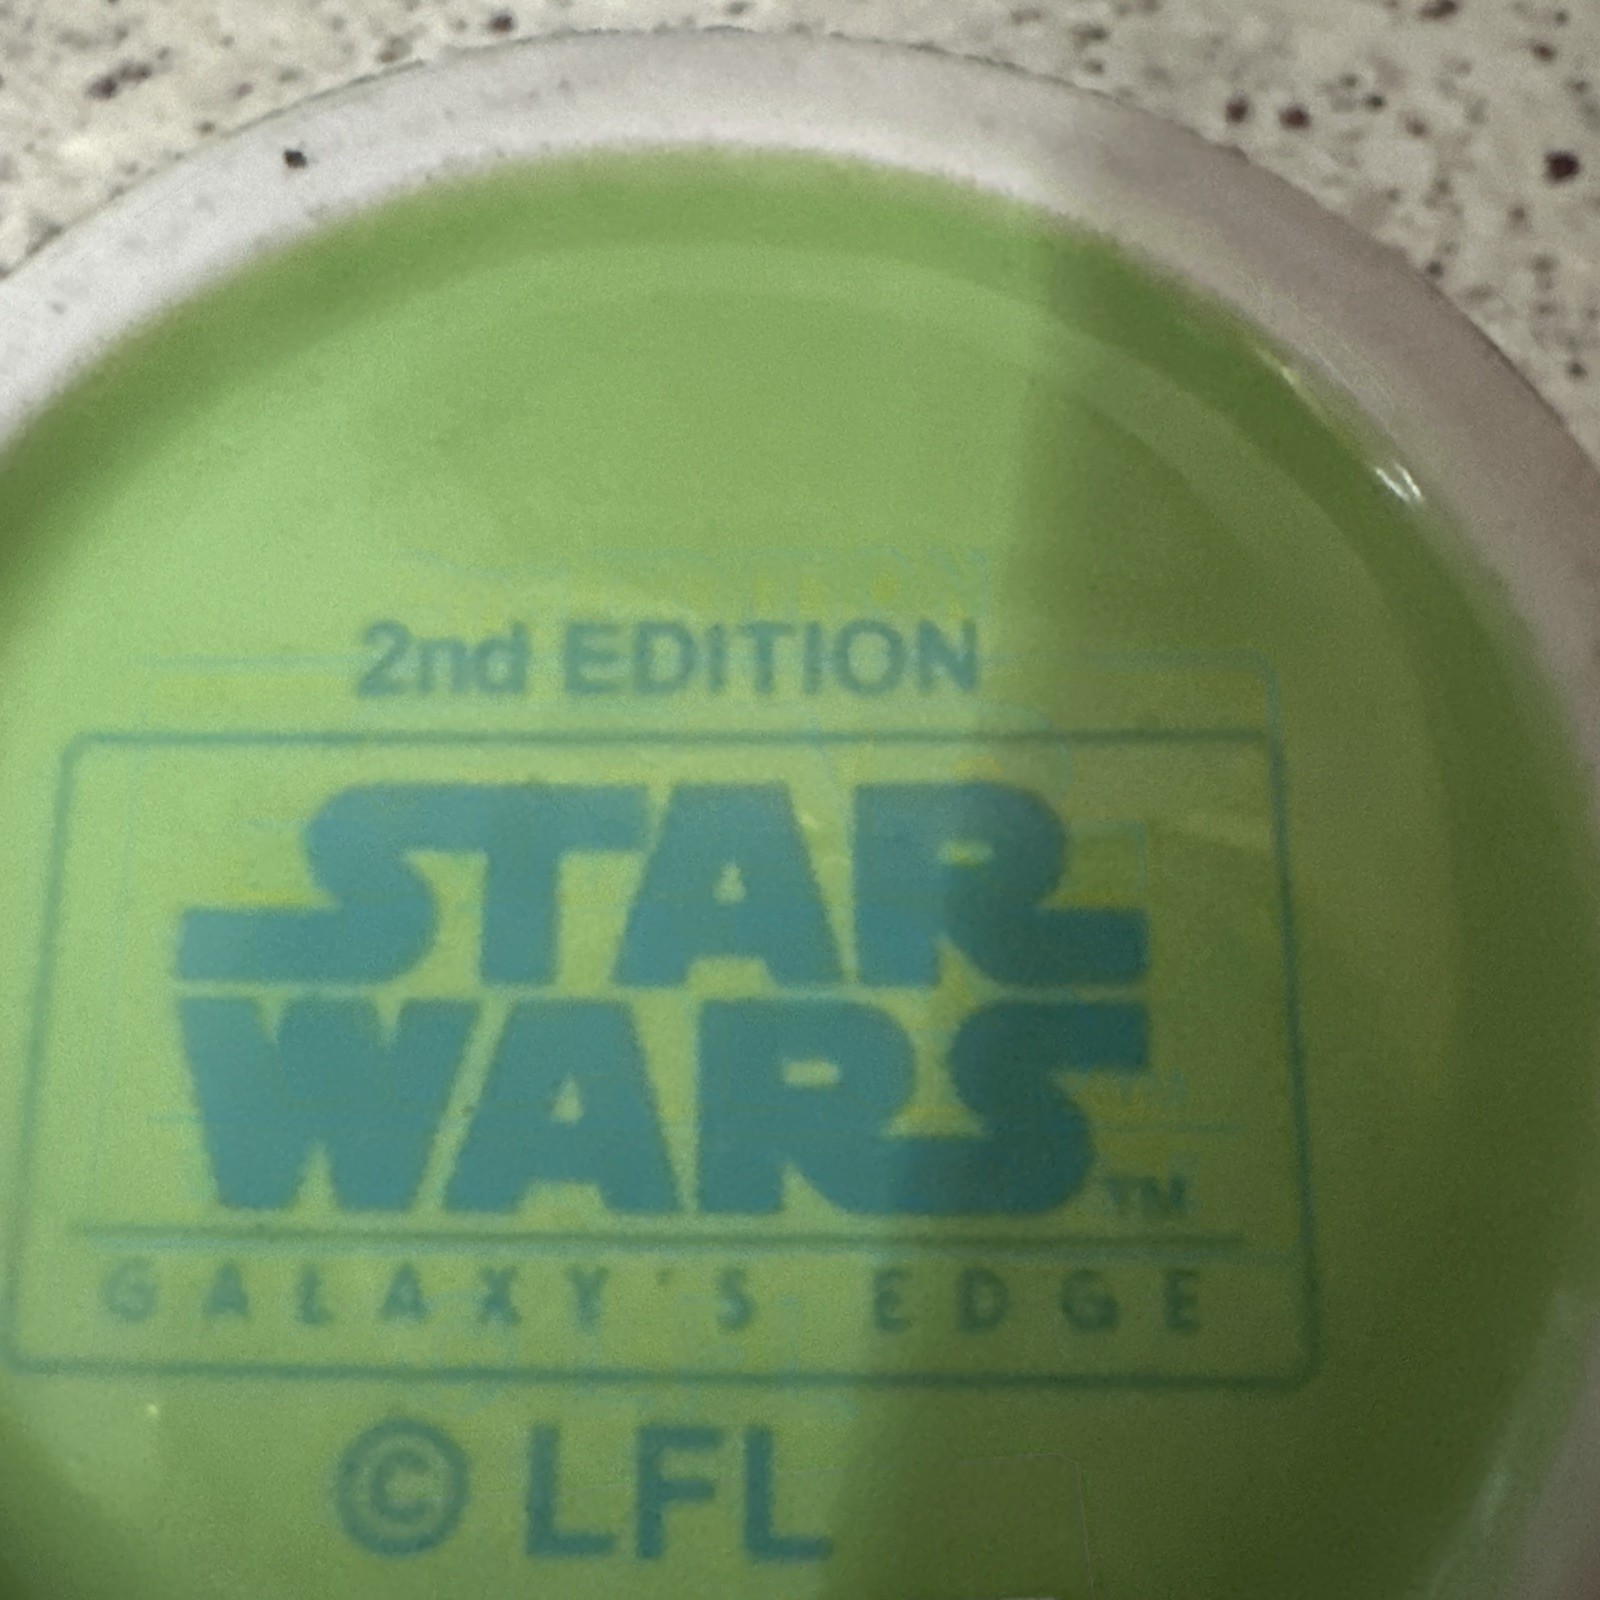 2nd EDITION
STAR
WARS TM
GALAXY'S EDGE
© LFL